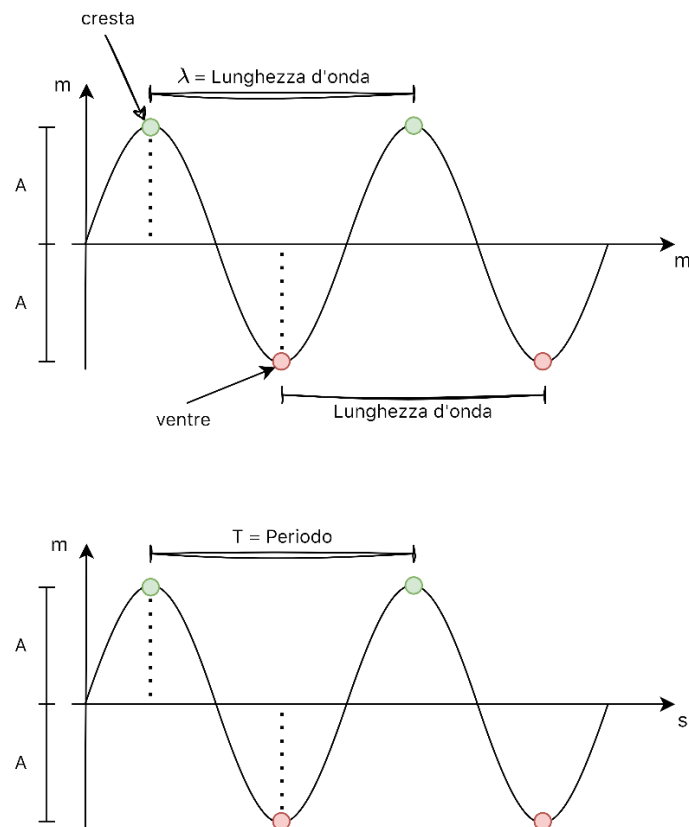 cresta
λ = Lunghezza d'onda
m
A
m
A
ventre
Lunghezza d'onda
T = Periodo
m
A
s
A